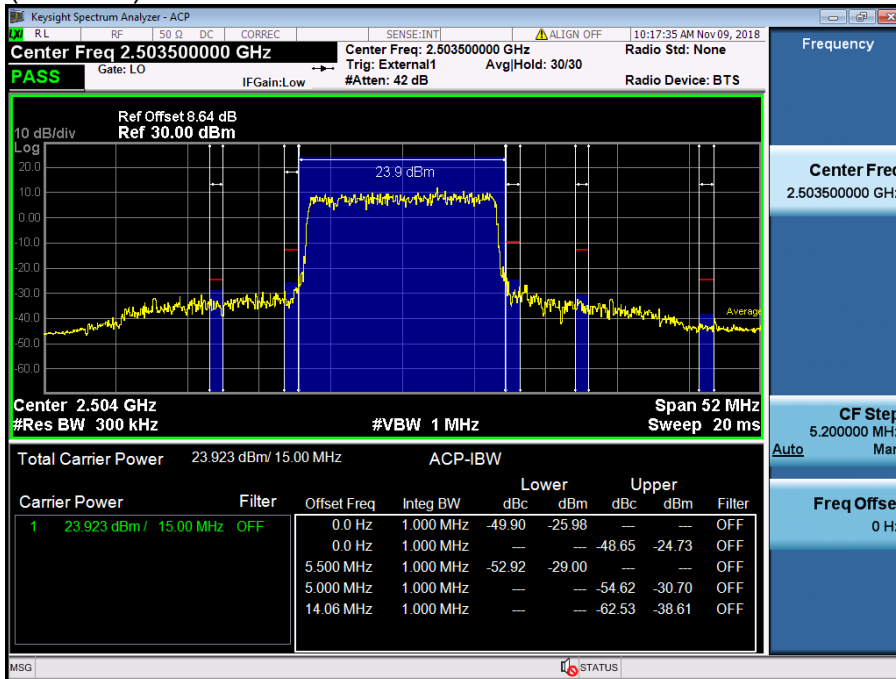 Keysight Spectrum Analyzer - ACP
LXI RL RF 50 Ω DC CORREC SENSE:INT ALIGN OFF 10:17:35 AM Nov 09, 2018
Center Freq 2.503500000 GHz
Center Freq: 2.503500000 GHz Radio Std: None
Trig: External1 Avg|Hold: 30/30
PASS Gate: LO IFGain:Low #Atten: 42 dB Radio Device: BTS
Frequency
Ref Offset 8.64 dB
10 dB/div Ref 30.00 dBm
Log
20.0
10.0
0.00
-10.0
-20.0
-30.0
-40.0
-50.0
-60.0
23.9 dBm
Average
Center 2.504 GHz Span 52 MHz
#Res BW 300 kHz #VBW 1 MHz Sweep 20 ms
Total Carrier Power 23.923 dBm/ 15.00 MHz ACP-IBW
Lower Upper
Carrier Power Filter Offset Freq Integ BW dBc dBm dBc dBm Filter
1 23.923 dBm / 15.00 MHz OFF 0.0 Hz 1.000 MHz -49.90 -25.98 --- --- OFF
0.0 Hz 1.000 MHz --- --- -48.65 -24.73 OFF
5.500 MHz 1.000 MHz -52.92 -29.00 --- --- OFF
5.000 MHz 1.000 MHz --- --- -54.62 -30.70 OFF
14.06 MHz 1.000 MHz --- --- -62.53 -38.61 OFF
Center Freq
2.503500000 GHz
CF Step
5.200000 MHz
Auto Man
Freq Offset
0 Hz
MSG STATUS